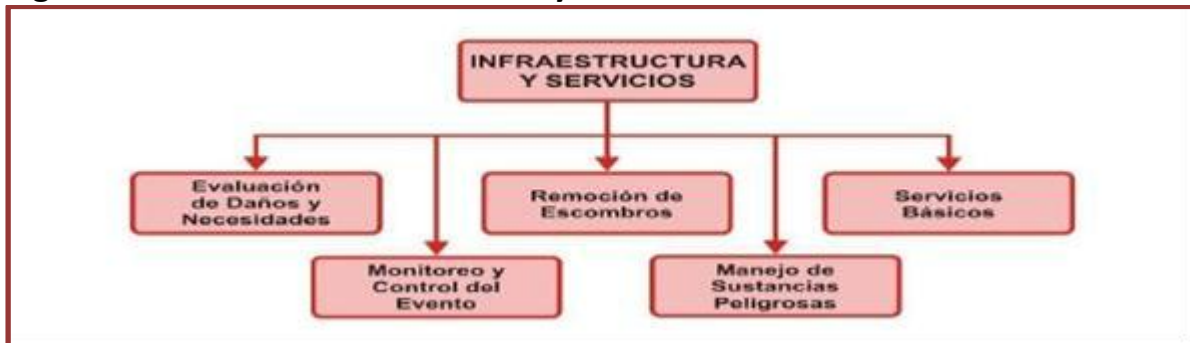 INFRAESTRUCTURA
Y SERVICIOS
Evaluación
de Daños y
Necesidades
Remoción de
Escombros
Servicios
Básicos
Monitoreo y
Control del
Evento
Manejo de
Sustancias
Peligrosas